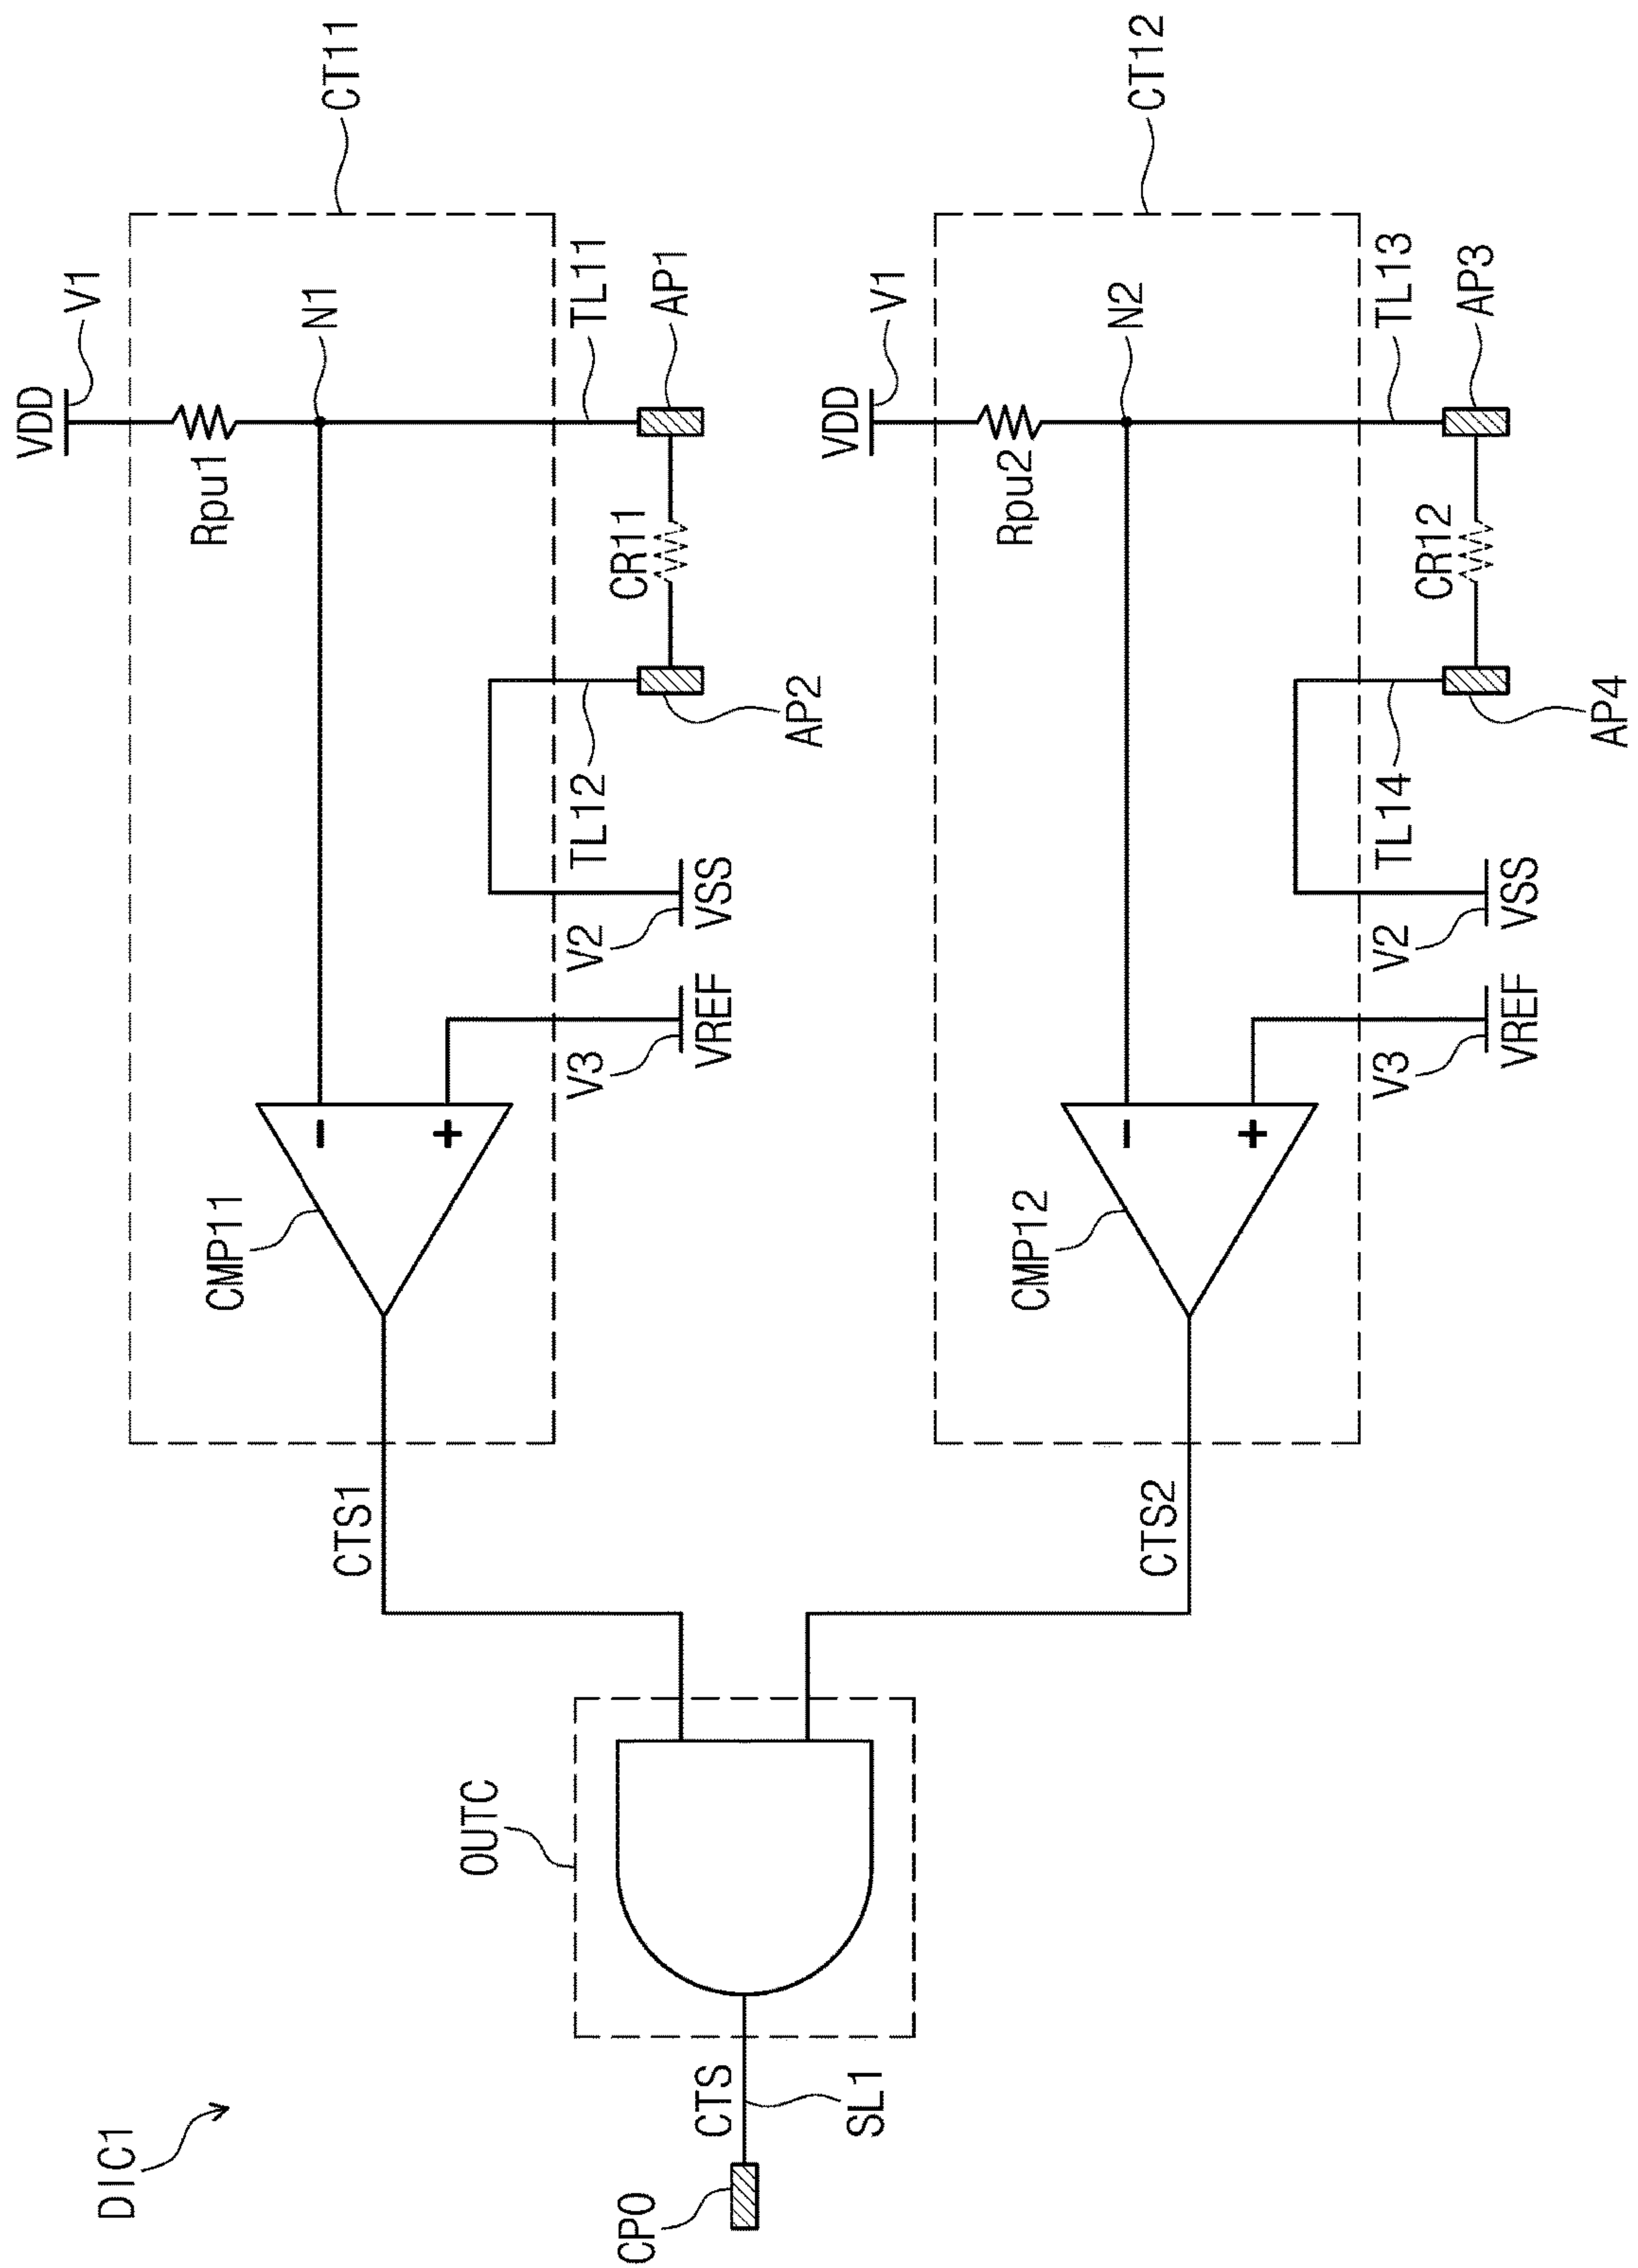 DIC1
CP0
CTS
SL1
OUTC
CTS1
CTS2
CMP11
-
+
V3
VREF
V2
VSS
TL12
AP2
CR11
Rpu1
VDD
V1
N1
TL11
AP1
CT11
CMP12
-
+
V3
VREF
V2
VSS
TL14
AP4
CR12
Rpu2
VDD
V1
N2
TL13
AP3
CT12